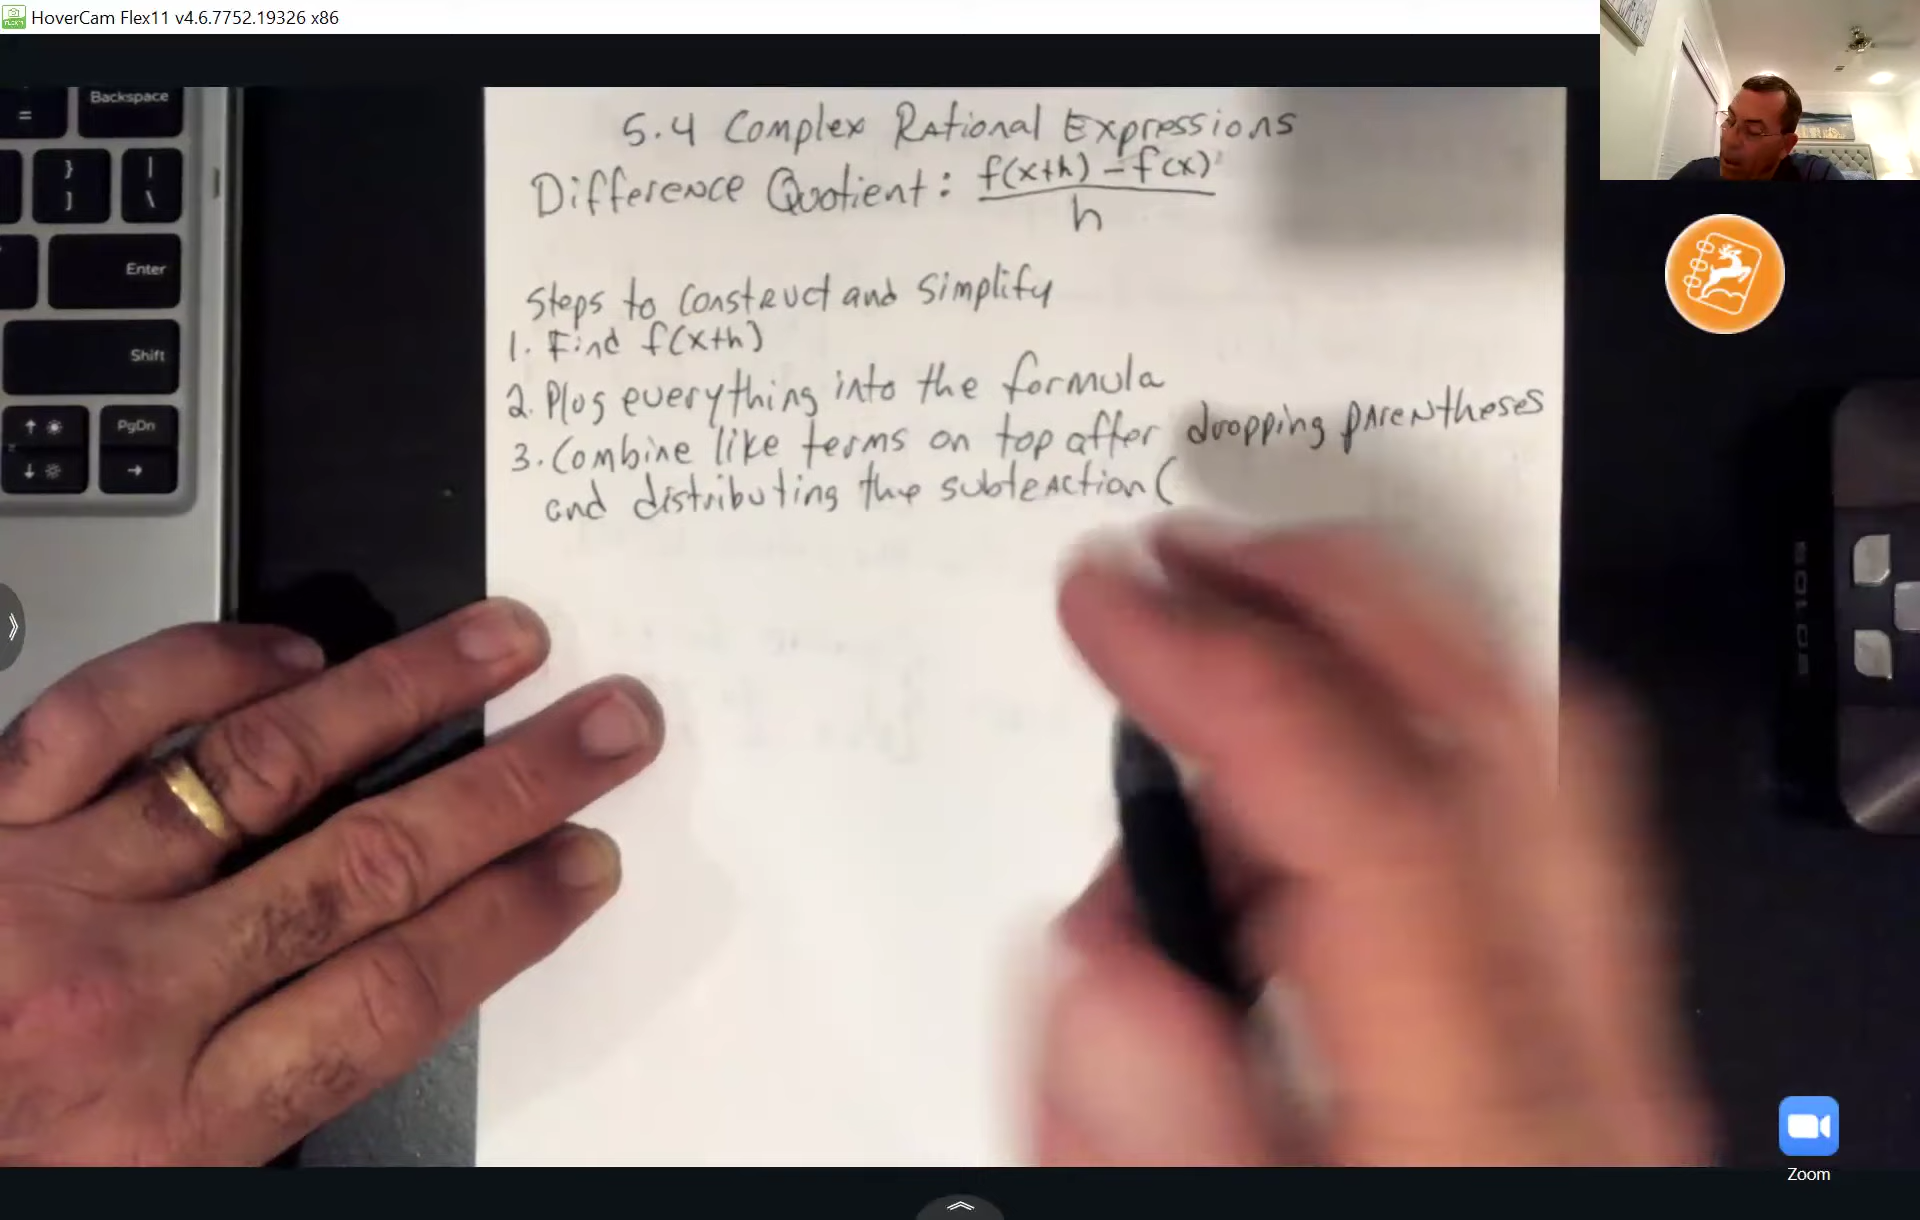 HoverCam Flex11 v4.6.7752.19326 x86
=
Backspace
}
]
|
\
Enter
Shift
↑
PgDn
↓
→
5.4 Complex Rational Expressions
Difference Quotient: f(x+h) - f(x)
h
Steps to construct and simplify
1. Find f(x+h)
2. Plug everything into the formula
3. Combine like terms on top after dropping parentheses
and distributing the subtraction (
SOLO 8
Zoom